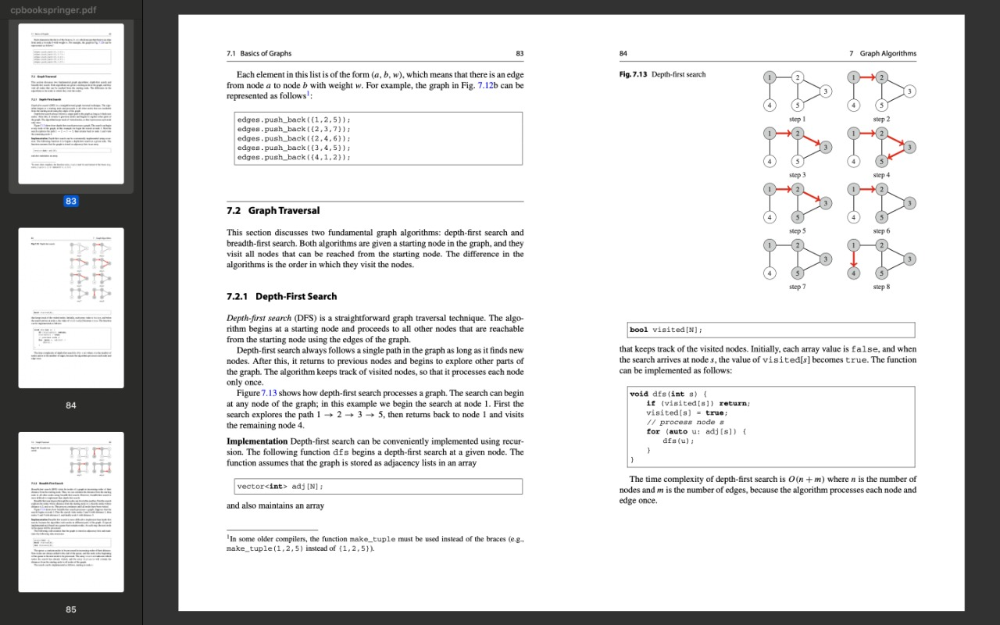 cpbookspringer.pdf
83
84
85
7.1 Basics of Graphs 83
Each element in this list is of the form (a, b, w), which means that there is an edge
from node a to node b with weight w. For example, the graph in Fig. 7.12b can be
represented as follows1:
edges.push_back({1,2,5});
edges.push_back({2,3,7});
edges.push_back({2,4,6});
edges.push_back({3,4,5});
edges.push_back({4,1,2});
7.2 Graph Traversal
This section discusses two fundamental graph algorithms: depth-first search and
breadth-first search. Both algorithms are given a starting node in the graph, and they
visit all nodes that can be reached from the starting node. The difference in the
algorithms is the order in which they visit the nodes.
7.2.1 Depth-First Search
Depth-first search (DFS) is a straightforward graph traversal technique. The algo-
rithm begins at a starting node and proceeds to all other nodes that are reachable
from the starting node using the edges of the graph.
Depth-first search always follows a single path in the graph as long as it finds new
nodes. After this, it returns to previous nodes and begins to explore other parts of
the graph. The algorithm keeps track of visited nodes, so that it processes each node
only once.
Figure 7.13 shows how depth-first search processes a graph. The search can begin
at any node of the graph; in this example we begin the search at node 1. First the
search explores the path 1 → 2 → 3 → 5, then returns back to node 1 and visits
the remaining node 4.
Implementation Depth-first search can be conveniently implemented using recur-
sion. The following function dfs begins a depth-first search at a given node. The
function assumes that the graph is stored as adjacency lists in an array
vector<int> adj[N];
and also maintains an array
1In some older compilers, the function make_tuple must be used instead of the braces (e.g.,
make_tuple(1,2,5) instead of {1,2,5}).
84 7 Graph Algorithms
Fig. 7.13 Depth-first search
1 2 3 4 5
step 1
1 2 3 4 5
step 2
1 2 3 4 5
step 3
1 2 3 4 5
step 4
1 2 3 4 5
step 5
1 2 3 4 5
step 6
1 2 3 4 5
step 7
1 2 3 4 5
step 8
bool visited[N];
that keeps track of the visited nodes. Initially, each array value is false, and when
the search arrives at node s, the value of visited[s] becomes true. The function
can be implemented as follows:
void dfs(int s) {
if (visited[s]) return;
visited[s] = true;
// process node s
for (auto u: adj[s]) {
dfs(u);
}
}
The time complexity of depth-first search is O(n + m) where n is the number of
nodes and m is the number of edges, because the algorithm processes each node and
edge once.